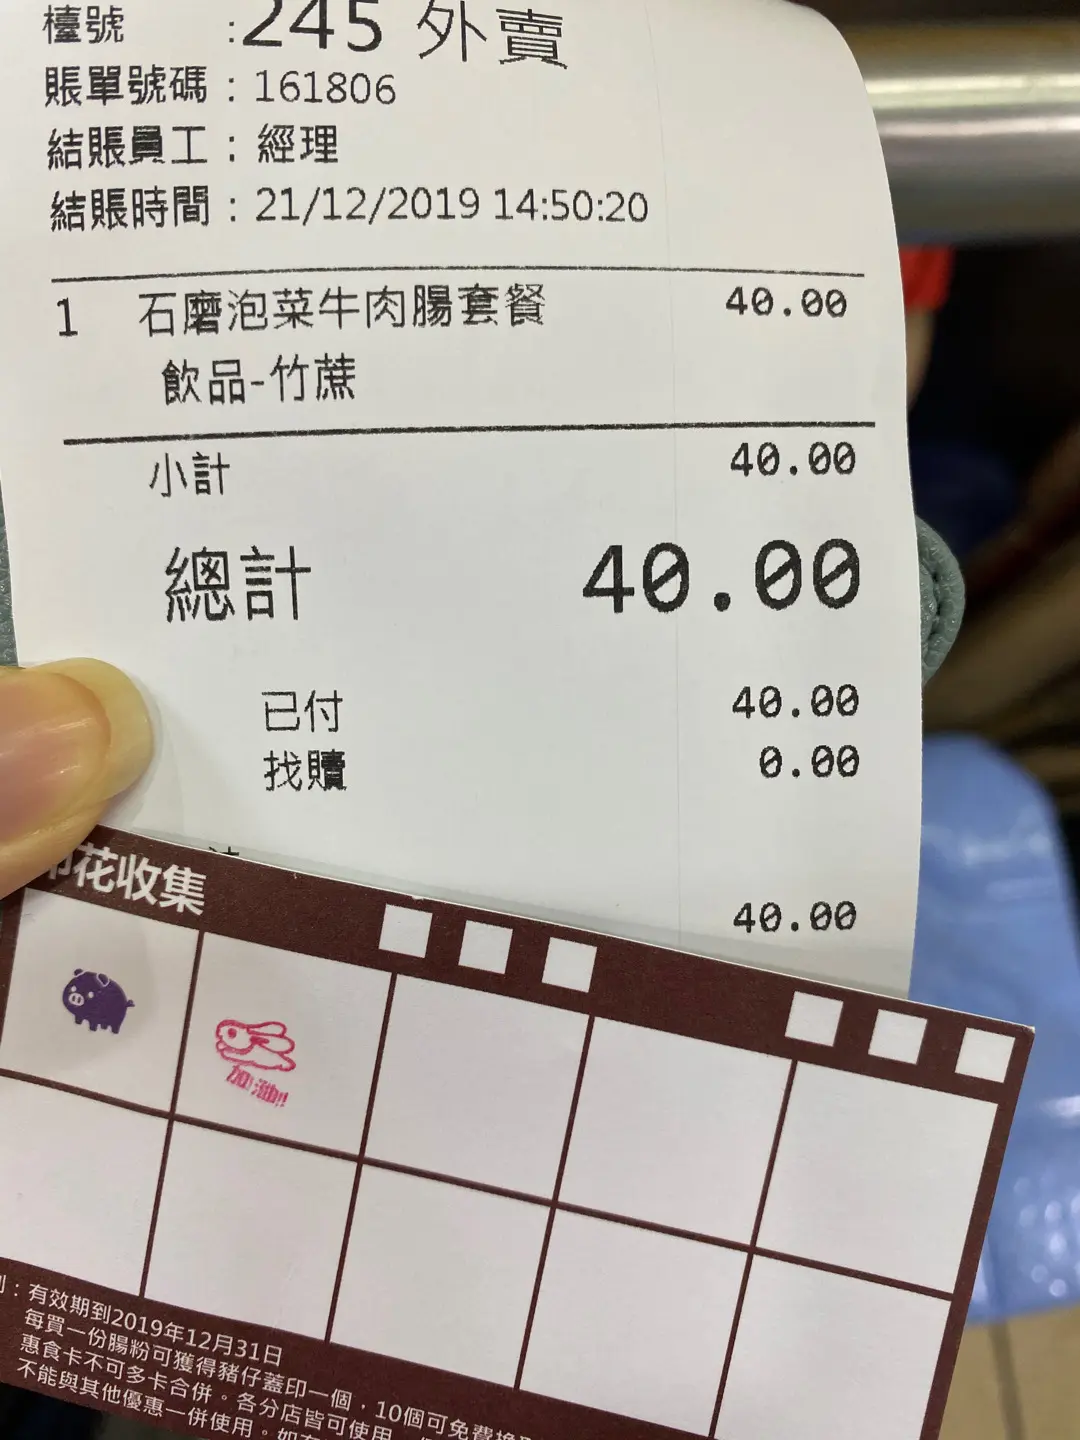 檯號 :245 外賣
賬單號碼 : 161806
結賬員工 : 經理
結賬時間 : 21/12/2019 14:50:20
1 石磨泡菜牛肉腸套餐 40.00
飲品-竹蔗
小計 40.00
總計 40.00
已付 40.00
找贖 0.00
40.00
印花收集
加油!!
有效期到2019年12月31日
每買一份腸粉可獲得豬仔蓋印一個，10個可免費換
惠食卡不可多卡合併。各分店皆可使用
不能與其他優惠一併使用。如有